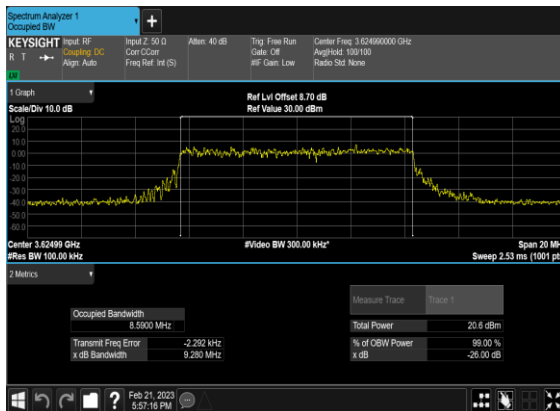 Spectrum Analyzer 1
Occupied BW
KEYSIGHT
R T
Input: RF
Coupling: DC
Align: Auto
Input Z: 50 Ω
Corr CCorr
Freq Ref: Int (S)
Atten: 40 dB
Trig: Free Run
Gate: Off
#IF Gain: Low
Center Freq: 3.624990000 GHz
Avg|Hold: 100/100
Radio Std: None
1 Graph
Scale/Div 10.0 dB
Ref Lvl Offset 8.70 dB
Ref Value 30.00 dBm
Log
20.0
10.0
0.00
-10.0
-20.0
-30.0
-40.0
-50.0
-60.0
Center 3.62499 GHz
#Res BW 100.00 kHz
#Video BW 300.00 kHz*
Span 20 MH
Sweep 2.53 ms (1001 pts
2 Metrics
Occupied Bandwidth
8.5900 MHz
Transmit Freq Error -2.292 kHz
x dB Bandwidth 9.280 MHz
Measure Trace Trace 1
Total Power 20.6 dBm
% of OBW Power 99.00 %
x dB -26.00 dB
Feb 21, 2023
5:57:16 PM